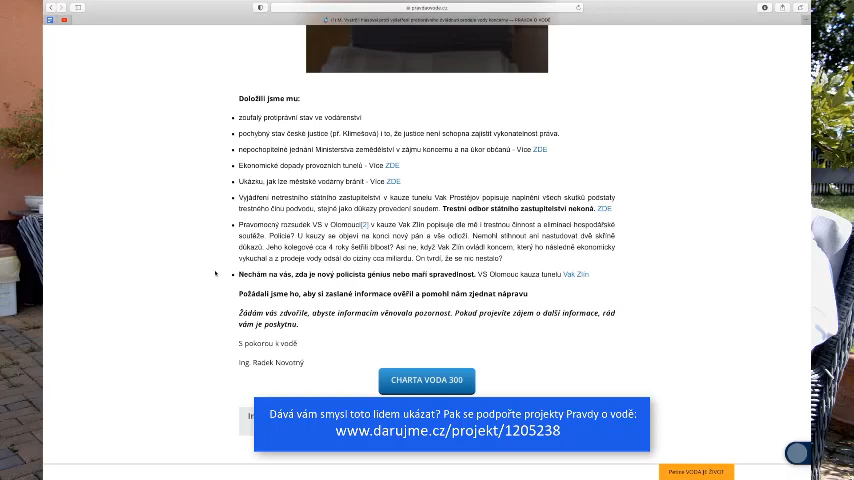 pravdaovode.cz
Doložili jsme mu:
zoufalý protiprávní stav ve vodárenství
pochybný stav české justice (př. Klimešová) i to, že justice není schopna zajistit vykonatelnost práva.
nepochopitelné jednání Ministerstva zemědělství v zájmu koncernu a na úkor občanů - Více ZDE
Ekonomické dopady provozních tunelů - Více ZDE
Ukázku, jak lze městské vodárny bránit - Více ZDE
Vyjádření netrestního státního zastupitelství v kauze tunelu Vak Prostějov popisuje naplnění všech skutků podstaty
trestného činu podvodu, stejně jako důkazy provedení soudem. Trestní odbor státního zastupitelství nekoná. ZDE
Pravomocný rozsudek VS v Olomouci[2] v kauze Vak Zlín popisuje dle mě i trestnou činnost a eliminaci hospodářské
soutěže. Policie? U kauzy se objeví na konci nový pán a vše odloží. Nemohl stihnout ani nastudovat dvě skříně
důkazů. Jeho kolegové cca 4 roky šetřili blbost? Asi ne, když Vak Zlín ovládl koncern, který ho následně ekonomicky
vykuchal a z prodeje vody odsál do ciziny cca miliardu. On tvrdí, že se nic nestalo?
Nechám na vás, zda je nový policista génius nebo maří spravedlnost. VS Olomouc kauza tunelu Vak Zlín
Požádali jsme ho, aby si zaslané informace ověřil a pomohl nám zjednat nápravu
Žádám vás zdvořile, abyste informacím věnovala pozornost. Pokud projevíte zájem o další informace, rád
vám je poskytnu.
S pokorou k vodě
Ing. Radek Novotný
CHARTA VODA 300
Dává vám smysl toto lidem ukázat? Pak se podpořte projekty Pravdy o vodě:
www.darujme.cz/projekt/1205238
Petice VODA JE ŽIVOT